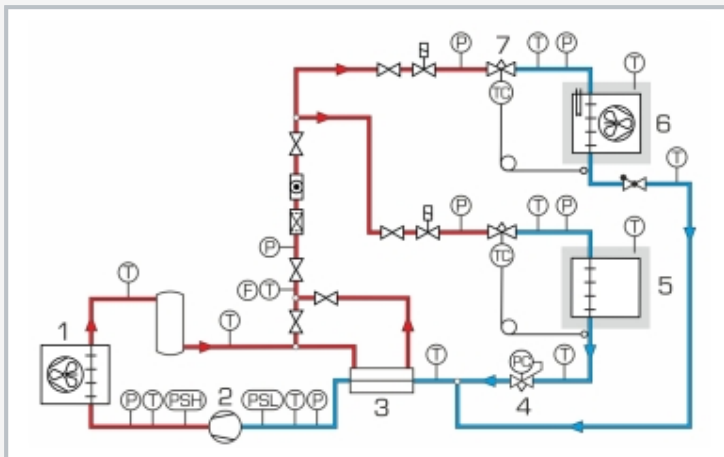 P 7 T P T
TC 6
T
P T P T
TC 5
P
F T
T T
1 T T PC
P T PSH 2 PSL T P 3 4